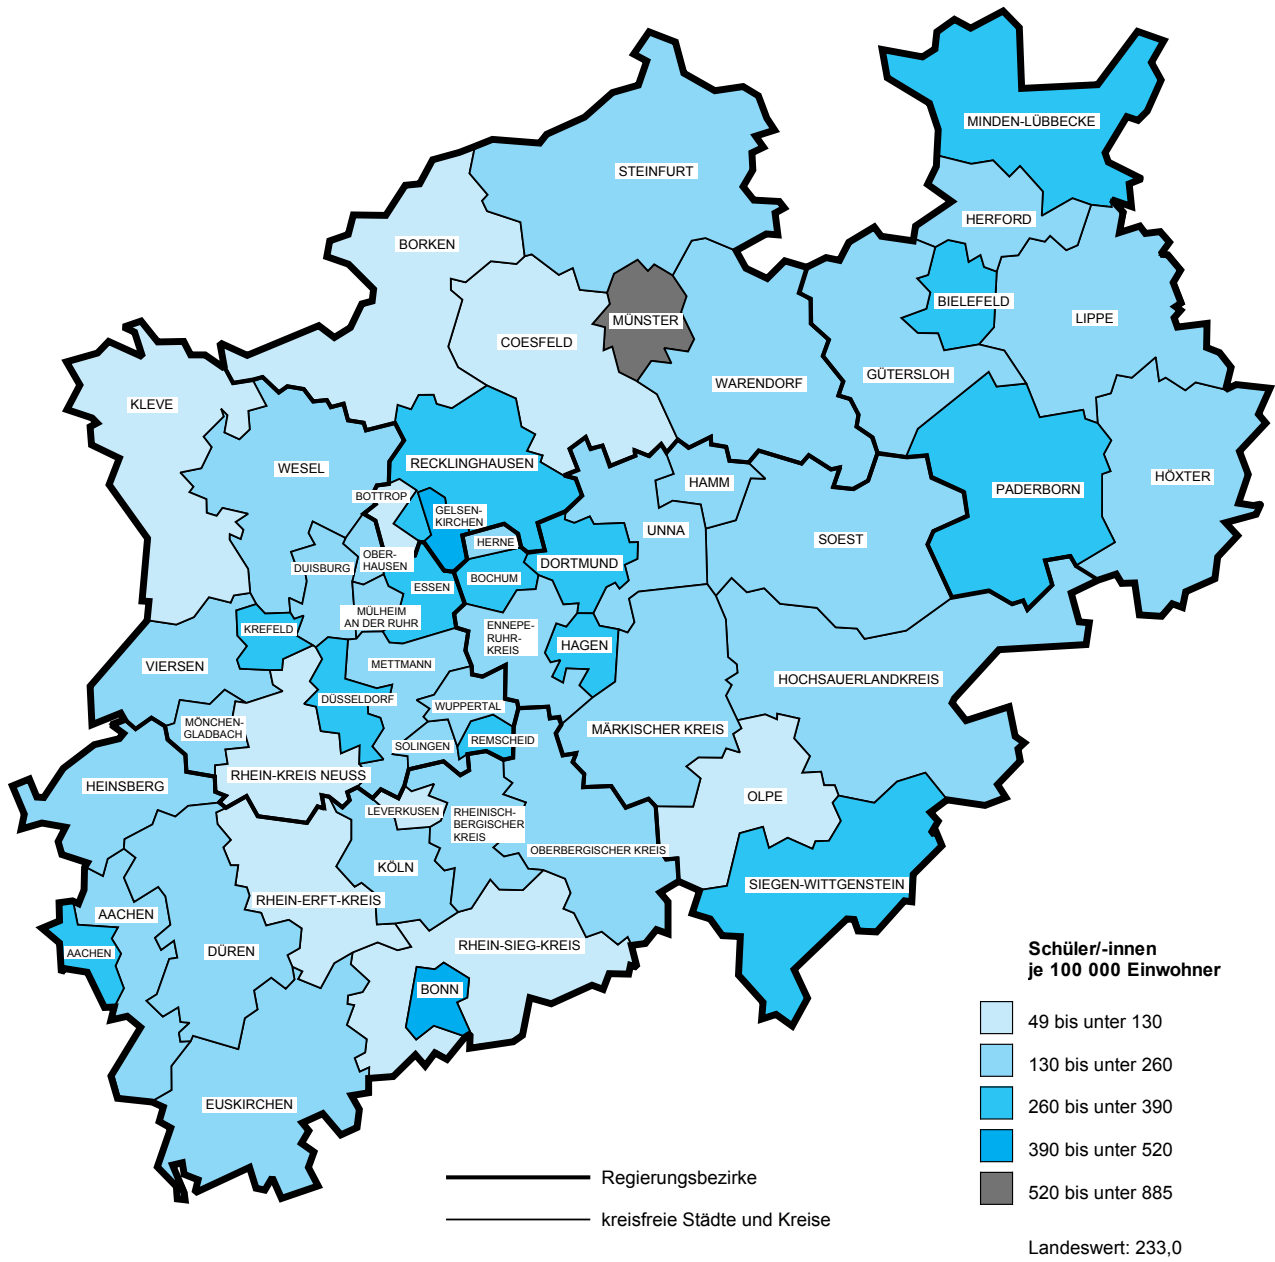 MINDEN-LÜBBECKE
STEINFURT
HERFORD
BORKEN
BIELEFELD
LIPPE
MÜNSTER
COESFELD
GÜTERSLOH
WARENDORF
KLEVE
RECKLINGHAUSEN
WESEL
HÖXTER
HAMM
PADERBORN
BOTTROP
GELSEN-
KIRCHEN
UNNA
SOEST
HERNE
OBER-
HAUSEN
DORTMUND
DUISBURG
BOCHUM
ESSEN
MÜLHEIM
AN DER RUHR
KREFELD
ENNEPE-
RUHR-
KREIS
HAGEN
METTMANN
VIERSEN
HOCHSAUERLANDKREIS
DÜSSELDORF
WUPPERTAL
MÖNCHEN-
GLADBACH
MÄRKISCHER KREIS
REMSCHEID
SOLINGEN
RHEIN-KREIS NEUSS
HEINSBERG
OLPE
LEVERKUSEN
RHEINISCH-
BERGISCHER
KREIS
OBERBERGISCHER KREIS
KÖLN
SIEGEN-WITTGENSTEIN
RHEIN-ERFT-KREIS
AACHEN
RHEIN-SIEG-KREIS
AACHEN
DÜREN
BONN
EUSKIRCHEN
Schüler/-innen
je 100 000 Einwohner
49 bis unter 130
130 bis unter 260
260 bis unter 390
390 bis unter 520
520 bis unter 885
Regierungsbezirke
kreisfreie Städte und Kreise
Landeswert: 233,0